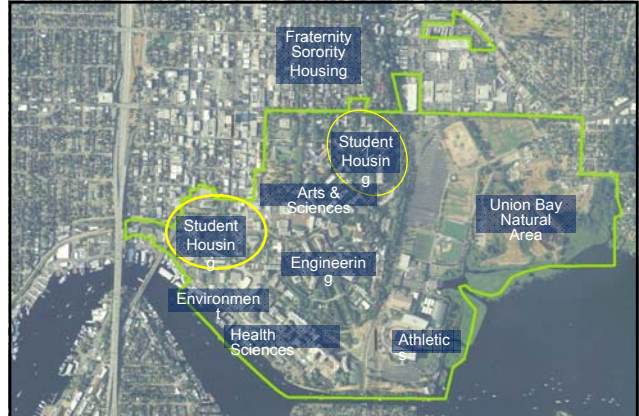 Fraternity
Sorority
Housing
Student
Housin
g
Arts &
Sciences
Union Bay
Natural
Area
Student
Housin
g
Engineerin
g
Environmen
t
Health
Sciences
Athletic
s